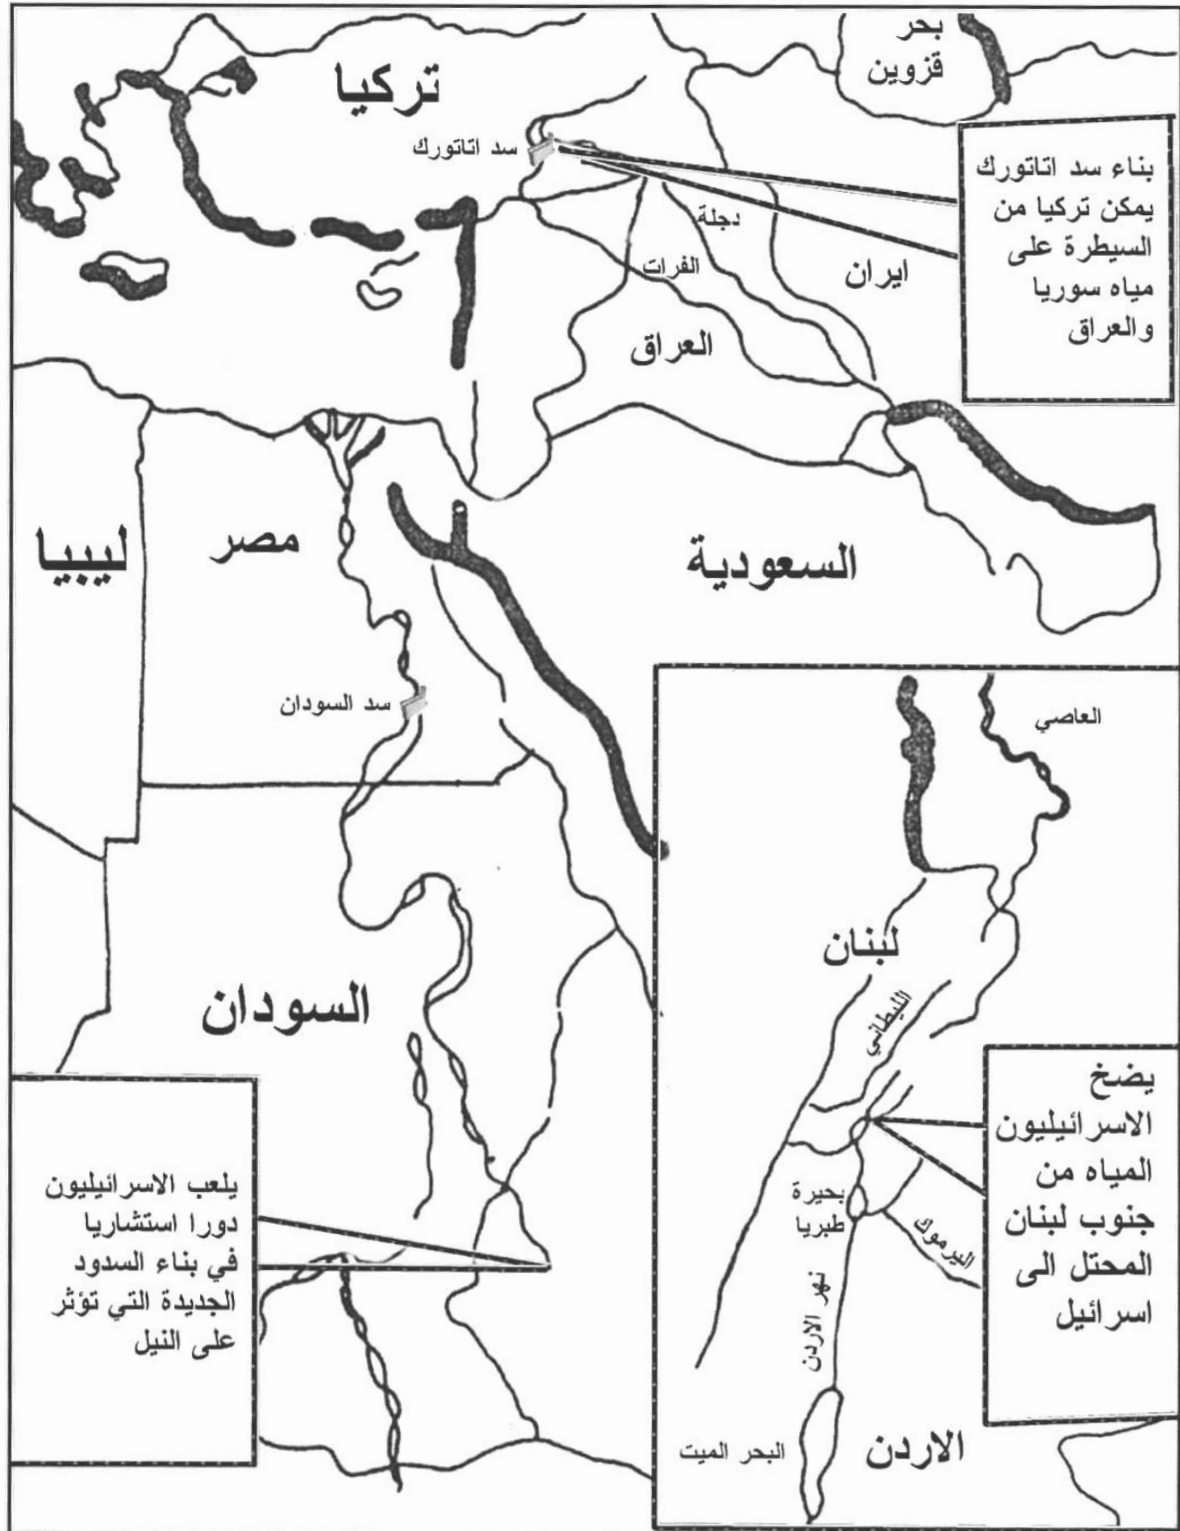 بحر
قزوين
تركيا
سد اتاتورك
بناء سد اتاتورك
يمكن تركيا من
السيطرة على
مياه سوريا
والعراق
دجلة
الفرات
ايران
العراق
ليبيا
مصر
السعودية
سد السودان
العاصي
لبنان
السودان
الليطاني
يضخ
الاسرائيليون
المياه من
جنوب لبنان
المحتل الى
اسرائيل
يلعب الاسرائيليون
دورا استشاريا
في بناء السدود
الجديدة التي تؤثر
على النيل
بحيرة
طبريا
اليرموك
نهر الاردن
البحر الميت
الاردن